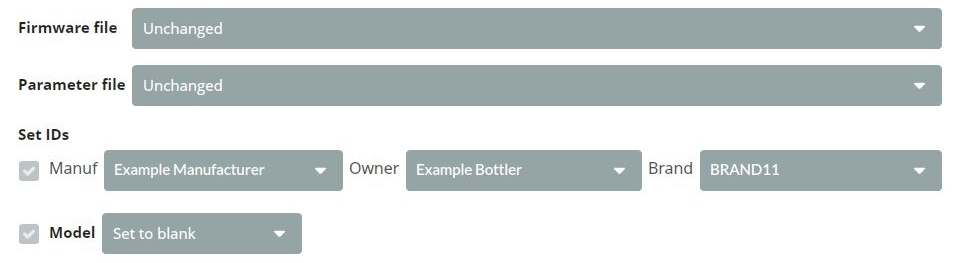 Firmware file Unchanged
Parameter file Unchanged
Set IDs
Manuf Example Manufacturer Owner Example Bottler Brand BRAND11
Model Set to blank